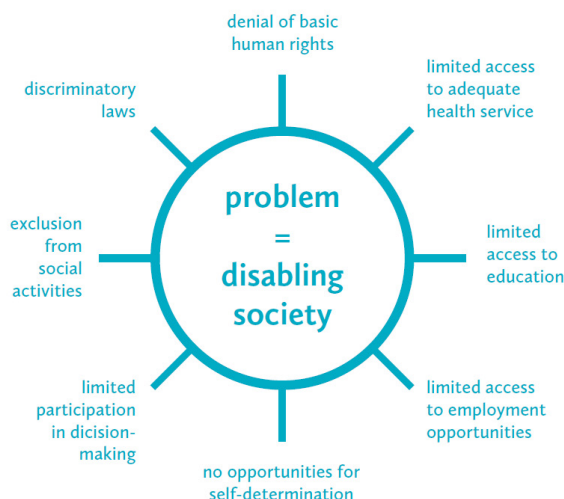 denial of basic
human rights
limited access
to adequate
health service
limited
access to
education
limited access
to employment
opportunities
no opportunities for
self-determination
limited
participation
in dicision-
making
exclusion
from
social
activities
discriminatory
laws
problem
=
disabling
society